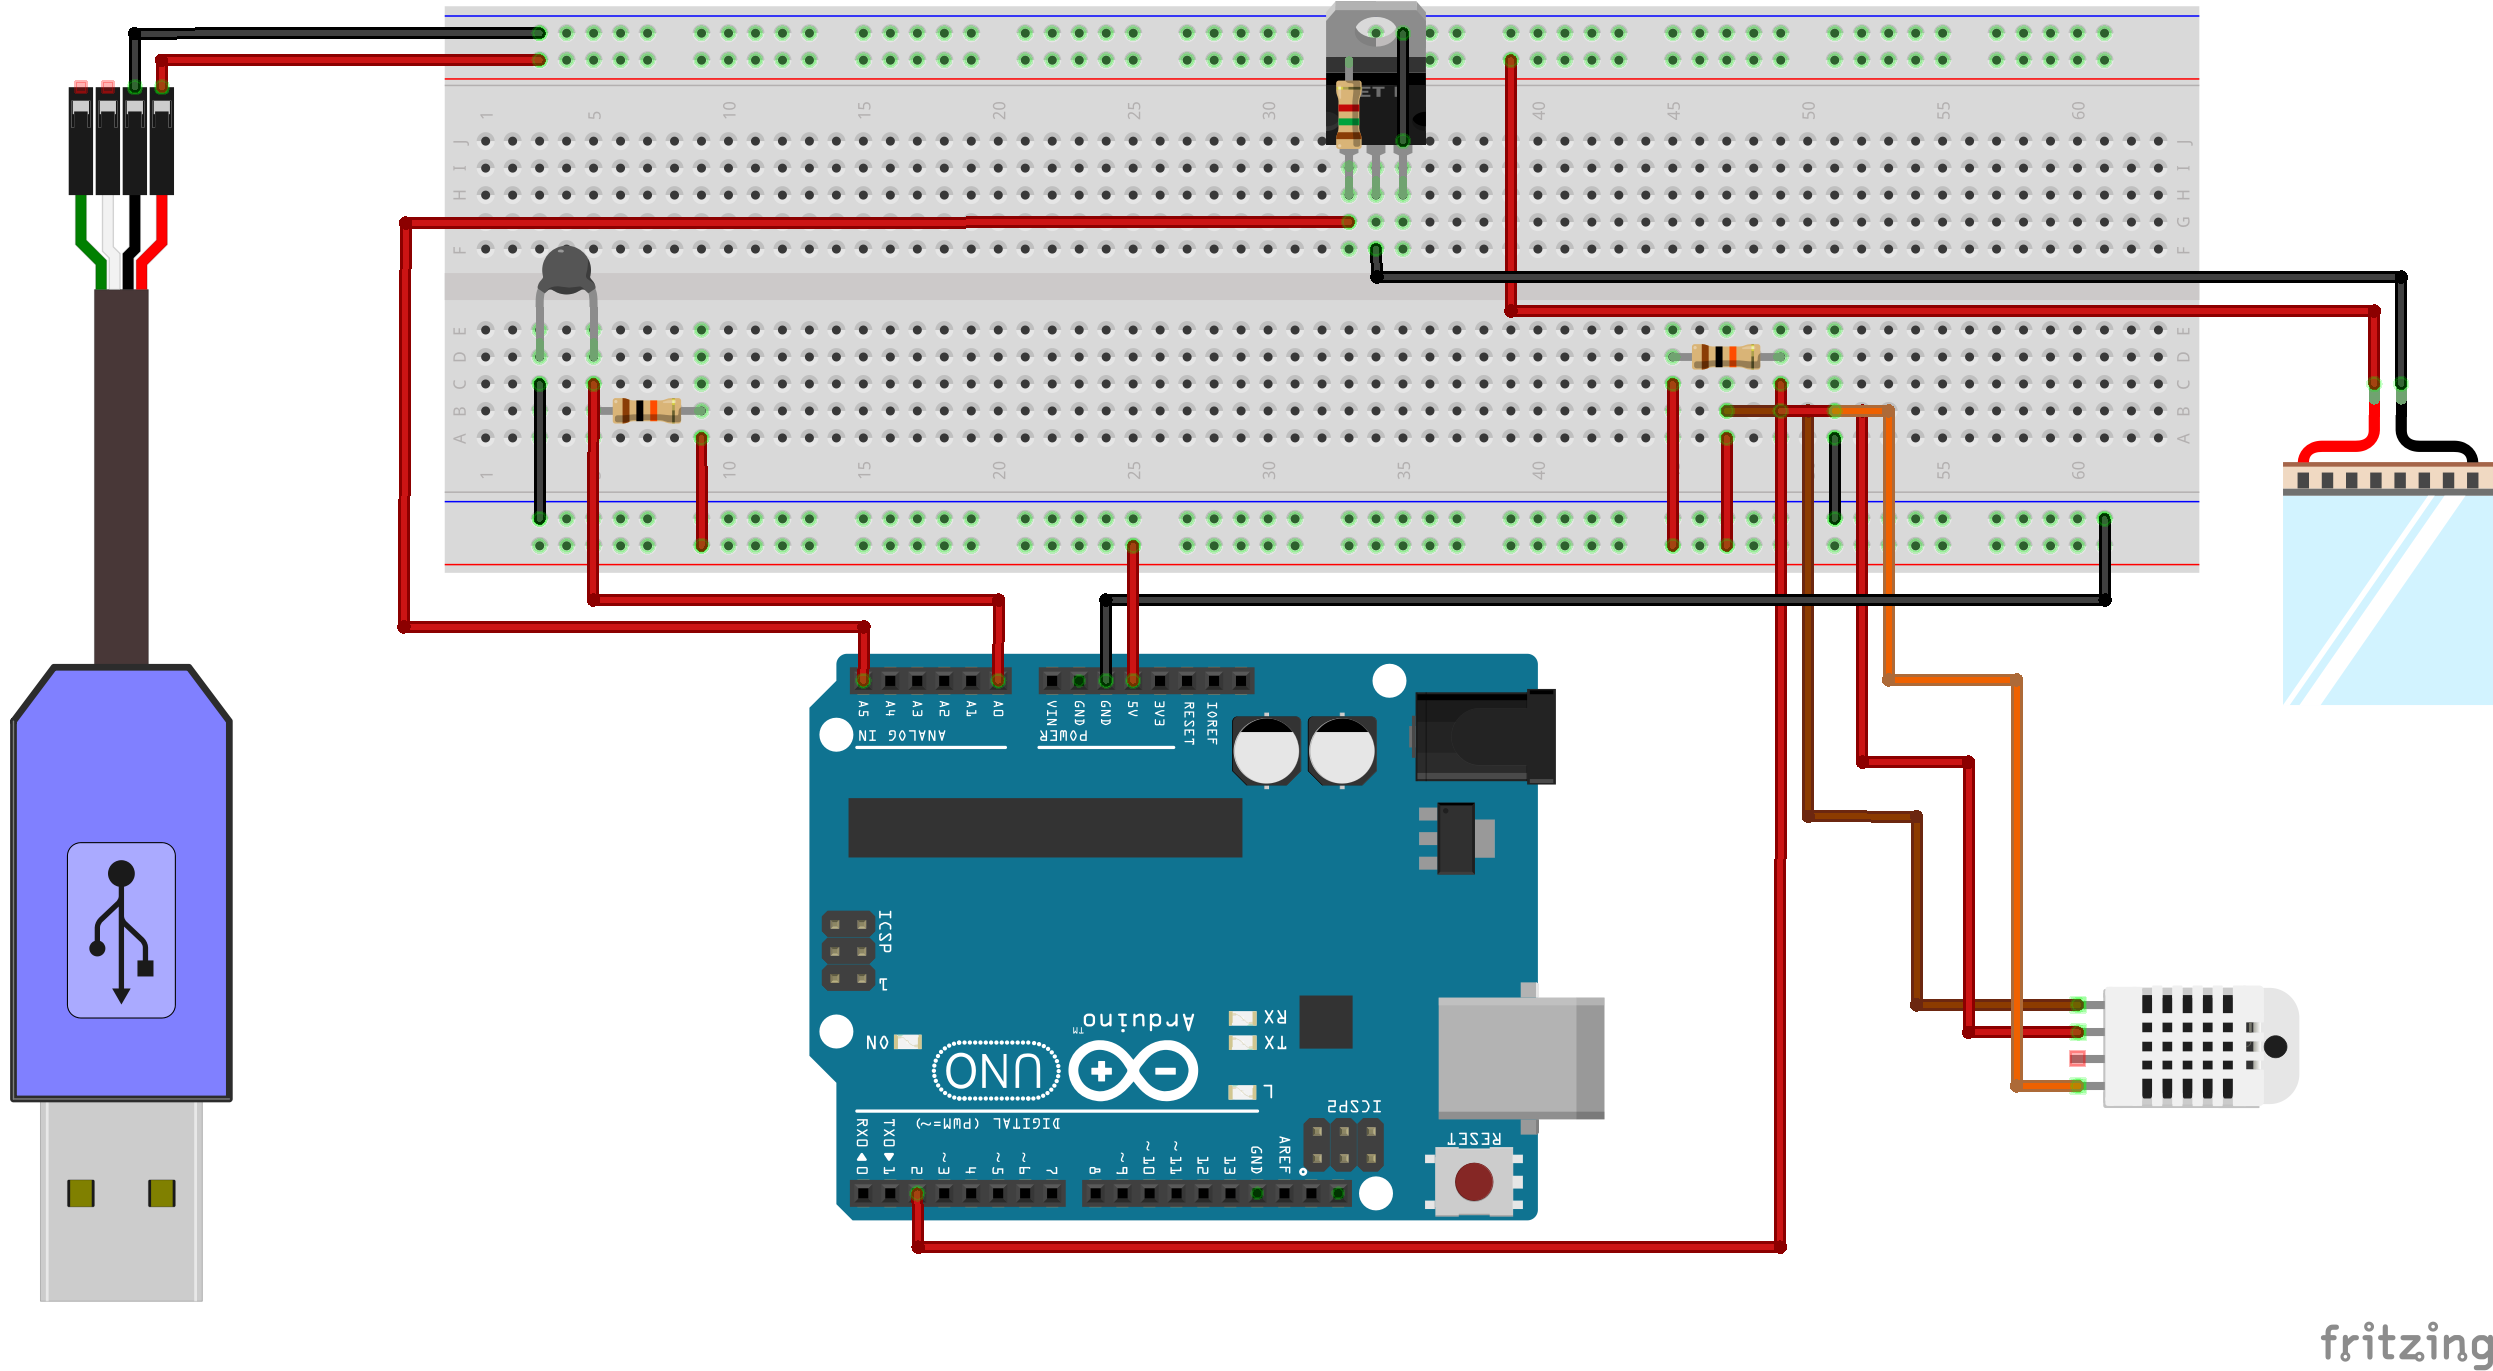 1 5 10 15 20 25 30 40 45 50 55 60
J J
I I
H H
G
F F
E E
D D
C C
B B
A A
1 10 15 20 25 30 35 40 45 55 60
A5 A4 A3 A2 A1 A0 VIN GND GND 5V 3V3 RESET IOREF
ANALOG IN POWER
ICSP
1
Arduino
TM
RX
TX
ON
UNO
L
ICSP2
DIGITAL (PWM=~)
RESET
RX0 TX0
0 1 2 ~3 4 ~5 ~6 7 8 ~9 ~10 ~11 12 13 GND AREF
fritzing